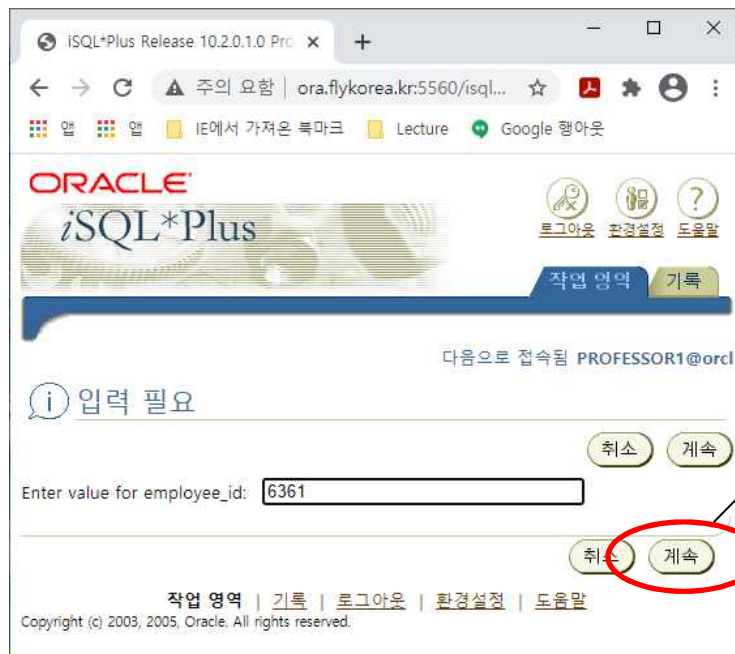 iSQL*Plus Release 10.2.0.1.0 Pro
주의 요함 | ora.flykorea.kr:5560/isql...
앱 앱 IE에서 가져온 북마크 Lecture Google 행아웃
ORACLE
iSQL*Plus
로그아웃 환경설정 도움말
작업 영역 기록
다음으로 접속됨 PROFESSOR1@orcl
입력 필요
취소 계속
Enter value for employee_id: 6361
취소 계속
작업 영역 | 기록 | 로그아웃 | 환경설정 | 도움말
Copyright (c) 2003, 2005, Oracle. All rights reserved.